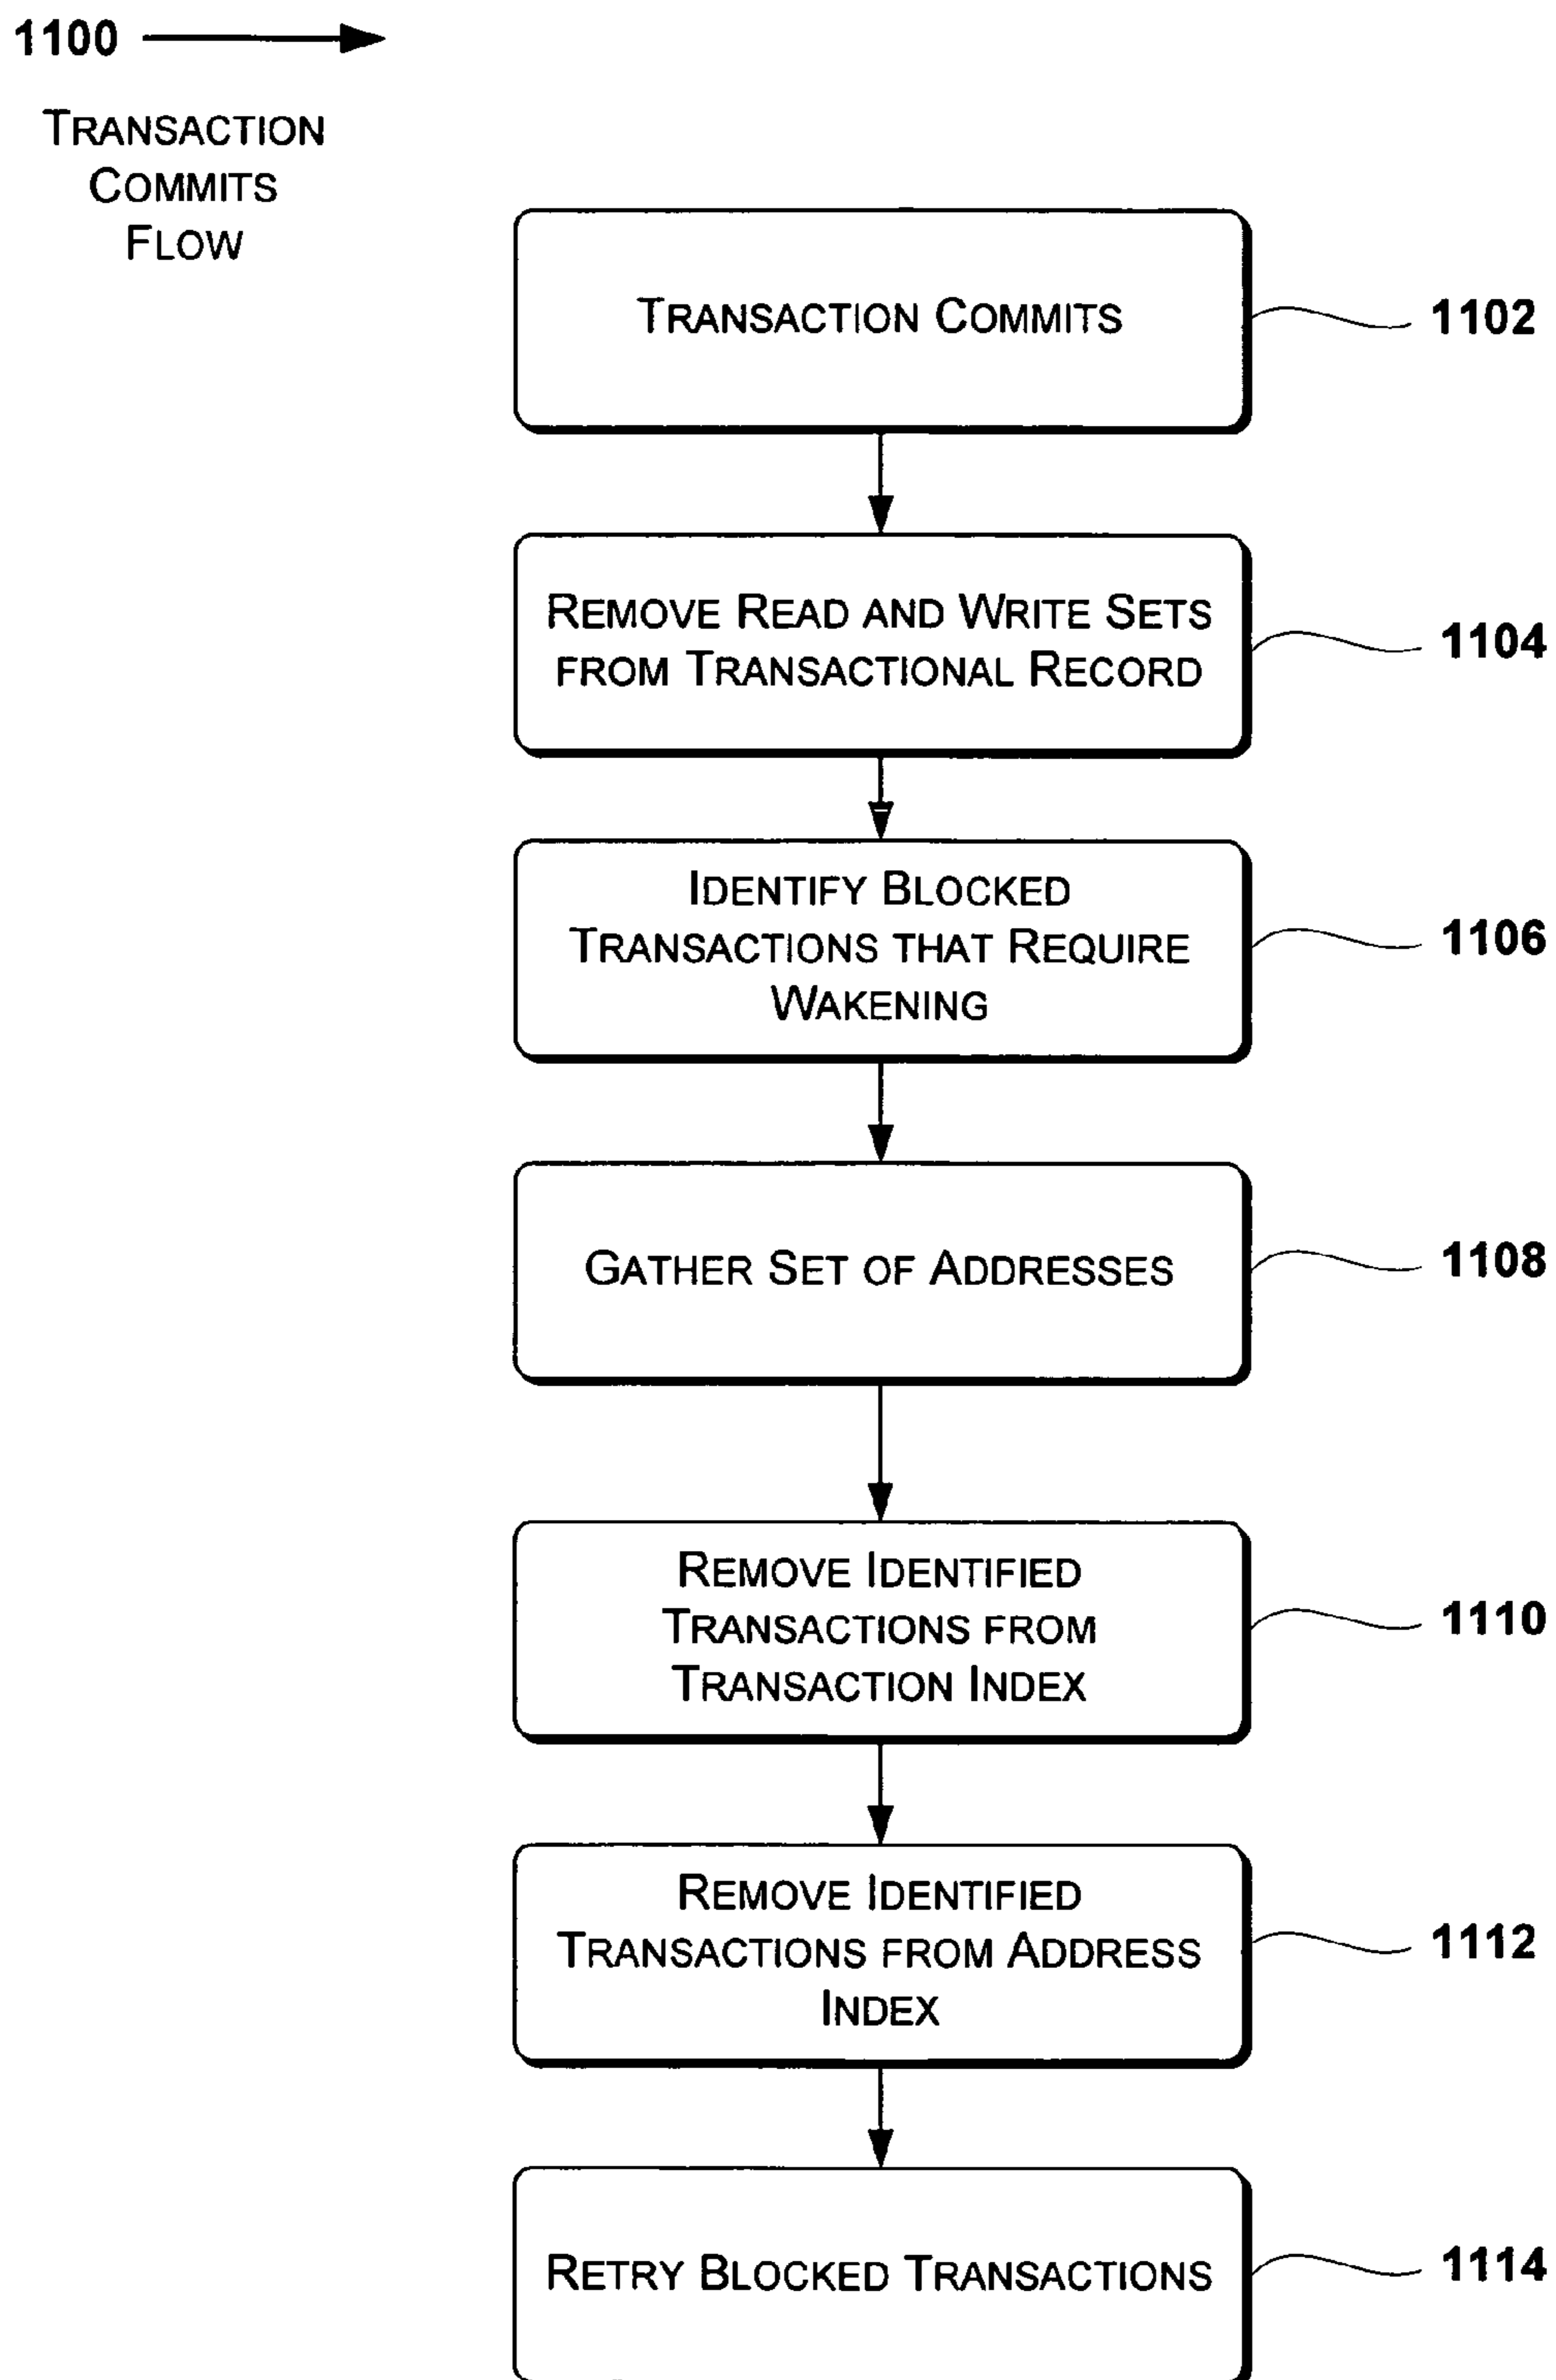 1100
TRANSACTION
COMMITS
FLOW
TRANSACTION COMMITS
1102
REMOVE READ AND WRITE SETS
FROM TRANSACTIONAL RECORD
1104
IDENTIFY BLOCKED
TRANSACTIONS THAT REQUIRE
WAKENING
1106
GATHER SET OF ADDRESSES
1108
REMOVE IDENTIFIED
TRANSACTIONS FROM
TRANSACTION INDEX
1110
REMOVE IDENTIFIED
TRANSACTIONS FROM ADDRESS
INDEX
1112
RETRY BLOCKED TRANSACTIONS
1114